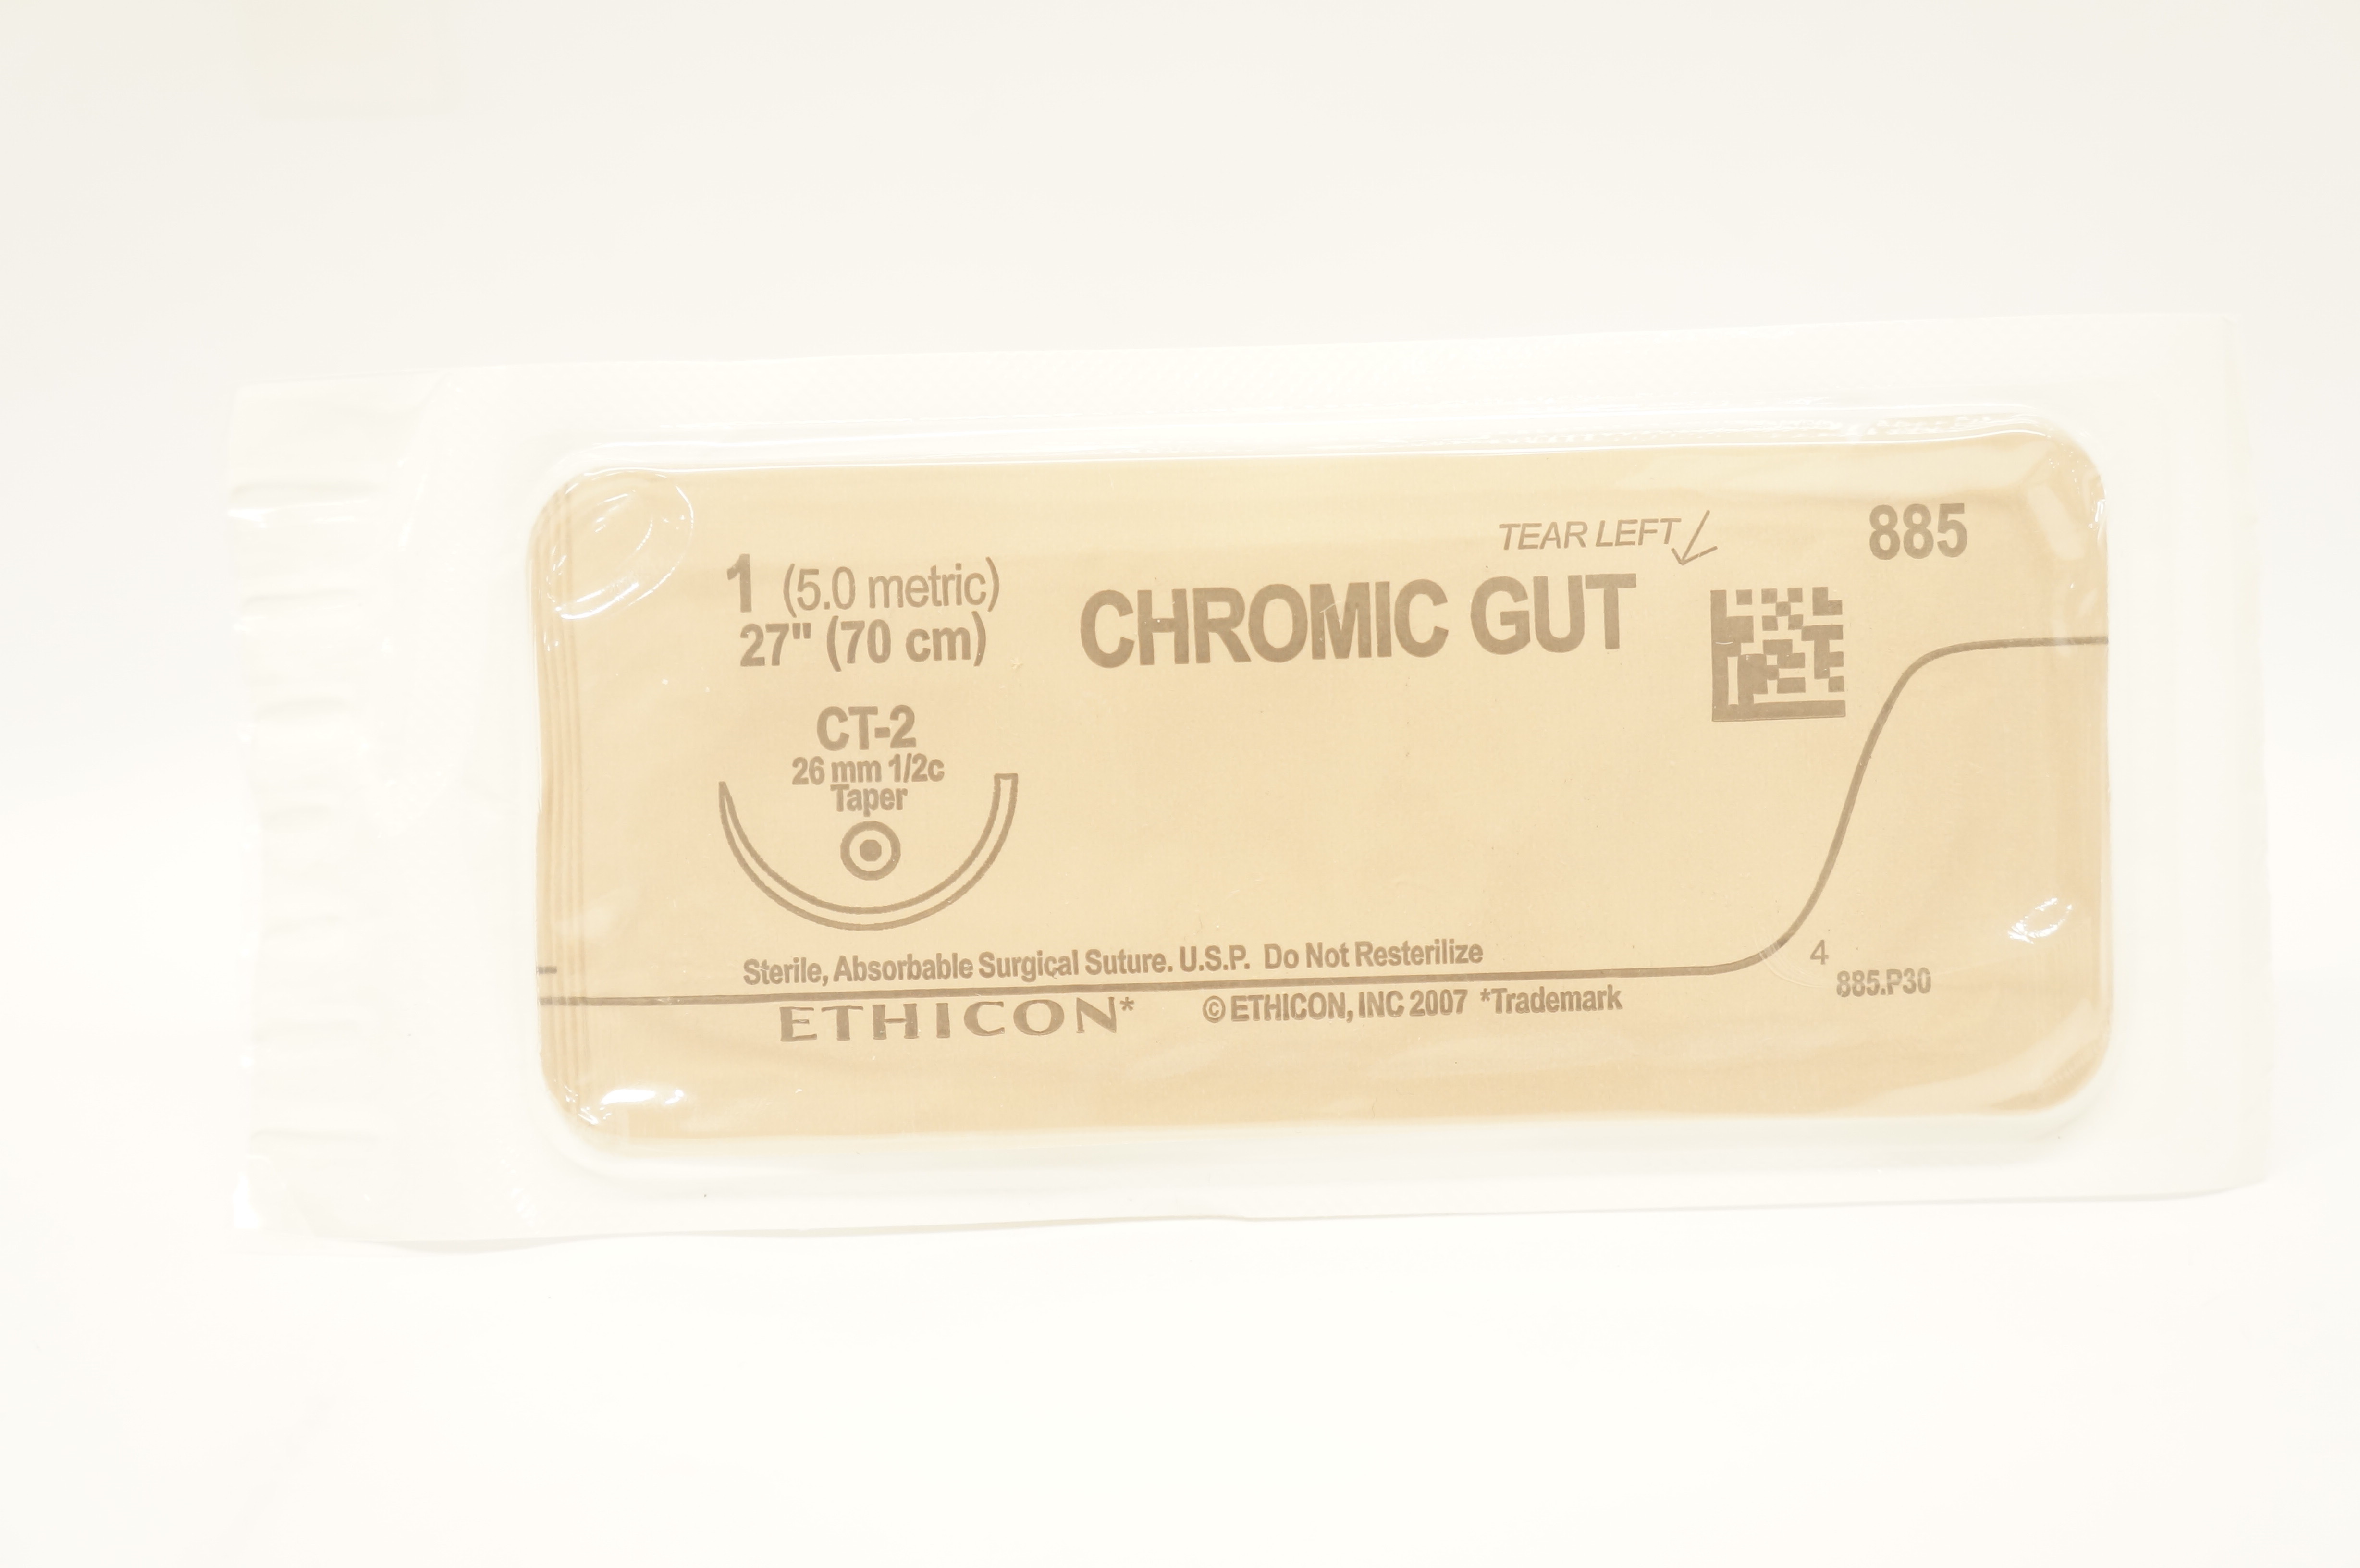 TEAR LEFT
885
1 (5.0 metric)
27" (70 cm)
CHROMIC GUT
CT-2
26 mm 1/2c
Taper
Sterile, Absorbable Surgical Suture. U.S.P. Do Not Resterilize
4
885.P30
ETHICON* © ETHICON, INC 2007 *Trademark